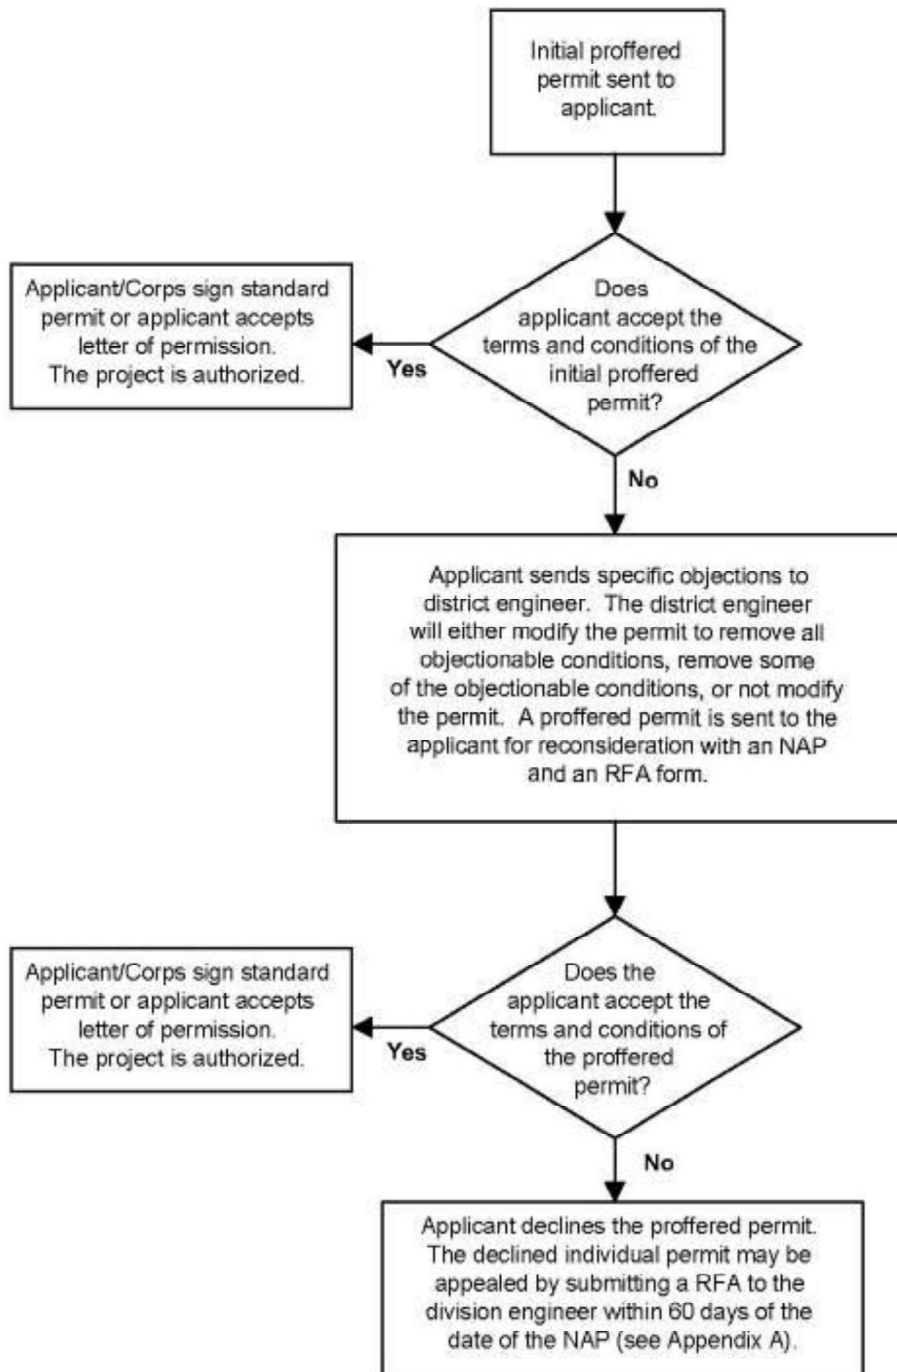 Initial proffered
permit sent to
applicant.
Does
applicant accept the
terms and conditions of the
initial proffered
permit?
Yes
Applicant/Corps sign standard
permit or applicant accepts
letter of permission.
The project is authorized.
No
Applicant sends specific objections to
district engineer. The district engineer
will either modify the permit to remove all
objectionable conditions, remove some
of the objectionable conditions, or not modify
the permit. A proffered permit is sent to the
applicant for reconsideration with an NAP
and an RFA form.
Does the
applicant accept the
terms and conditions of
the proffered
permit?
Yes
Applicant/Corps sign standard
permit or applicant accepts
letter of permission.
The project is authorized.
No
Applicant declines the proffered permit.
The declined individual permit may be
appealed by submitting a RFA to the
division engineer within 60 days of the
date of the NAP (see Appendix A).